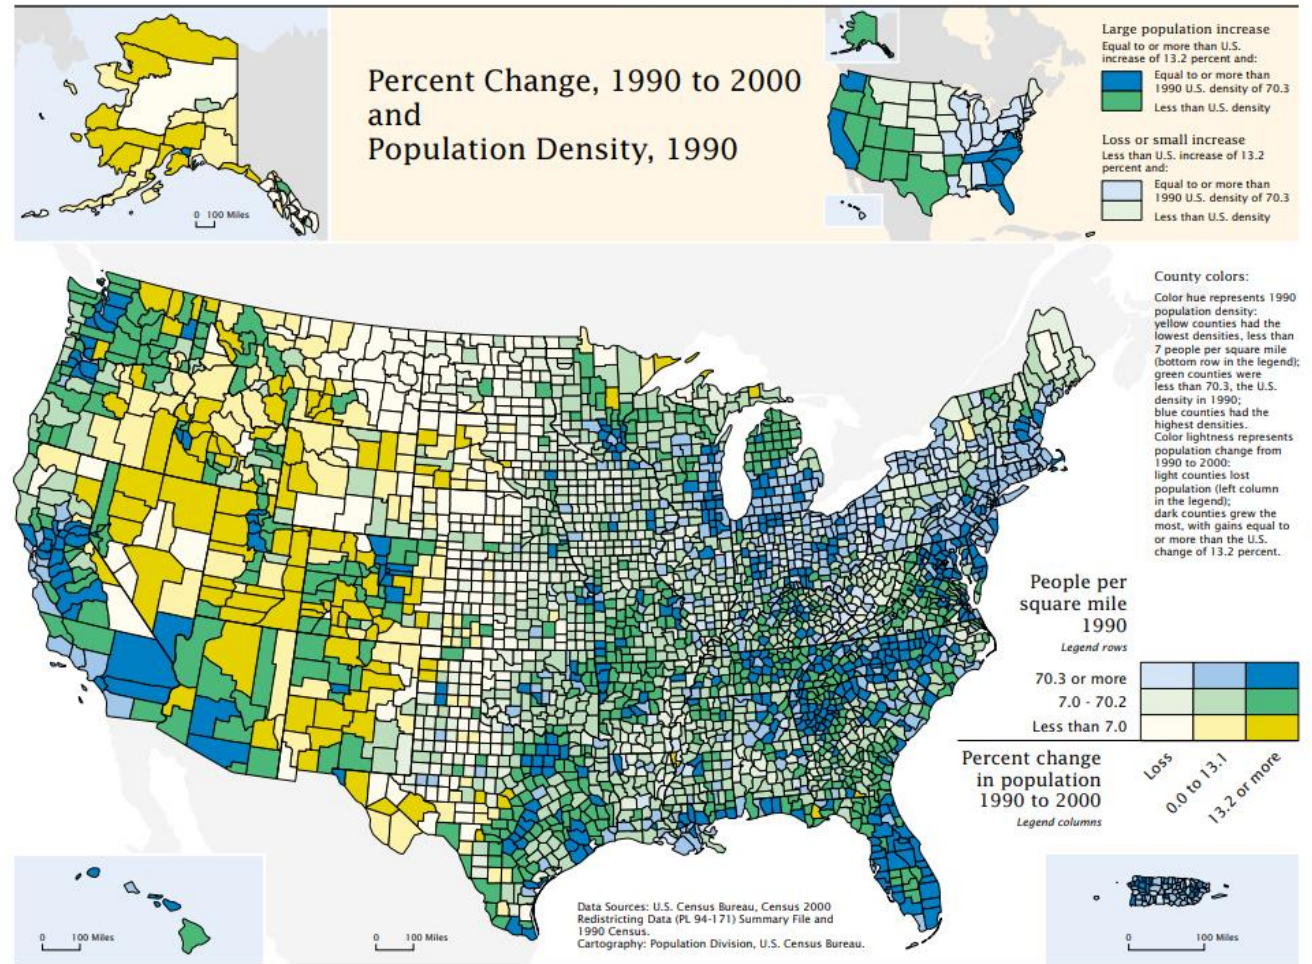 Percent Change, 1990 to 2000
and
Population Density, 1990
0 100 Miles
Large population increase
Equal to or more than U.S.
increase of 13.2 percent and:
Equal to or more than
1990 U.S. density of 70.3
Less than U.S. density
Loss or small increase
Less than U.S. increase of 13.2
percent and:
Equal to or more than
1990 U.S. density of 70.3
Less than U.S. density
County colors:
Color hue represents 1990
population density:
yellow counties had the
lowest densities, less than
7 people per square mile
(bottom row in the legend);
green counties were
less than 70.3, the U.S.
density in 1990;
blue counties had the
highest densities.
Color lightness represents
population change from
1990 to 2000:
light counties lost
population (left column
in the legend);
dark counties grew the
most, with gains equal to
or more than the U.S.
change of 13.2 percent.
People per
square mile
1990
Legend rows
70.3 or more
7.0 - 70.2
Less than 7.0
Percent change
in population
1990 to 2000
Legend columns
Loss
0.0 to 13.1
13.2 or more
0 100 Miles
0 100 Miles
Data Sources: U.S. Census Bureau, Census 2000
Redistricting Data (PL 94-171) Summary File and
1990 Census.
Cartography: Population Division, U.S. Census Bureau.
0 100 Miles